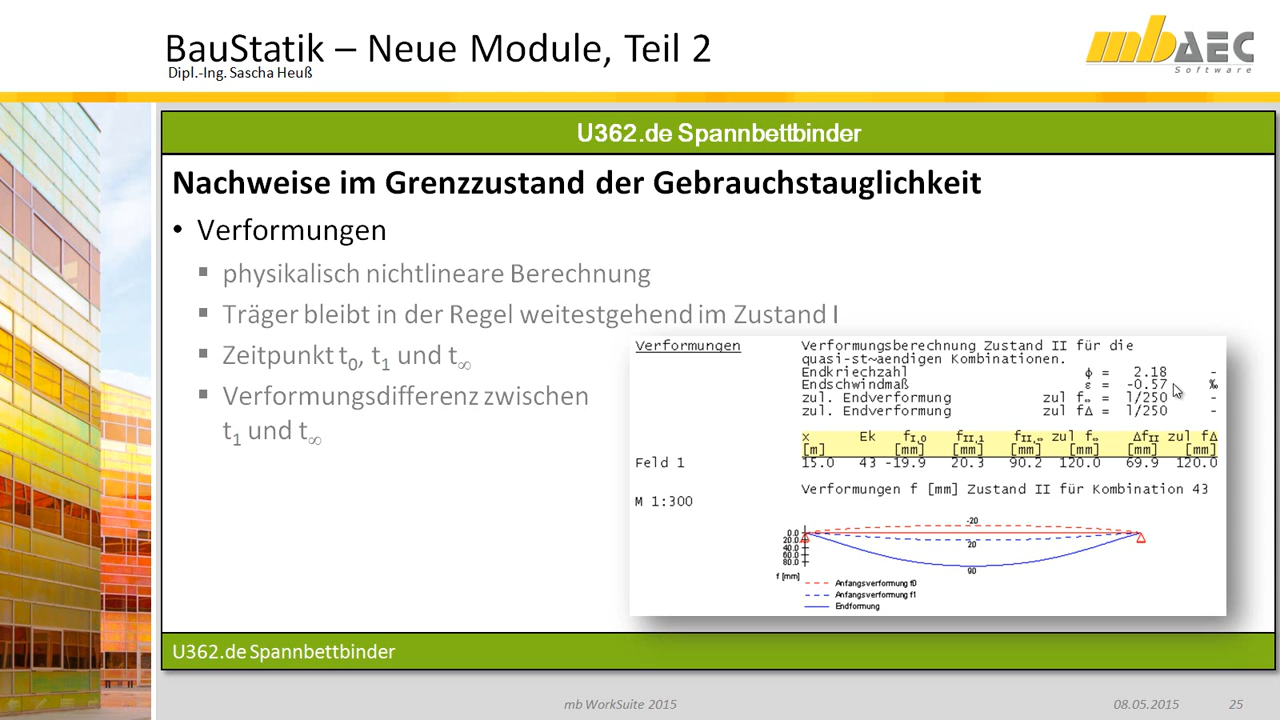 BauStatik – Neue Module, Teil 2
Dipl.-Ing. Sascha Heuß
mbAEC
Software
U362.de Spannbettbinder
Nachweise im Grenzzustand der Gebrauchstauglichkeit
• Verformungen
▪ physikalisch nichtlineare Berechnung
▪ Träger bleibt in der Regel weitestgehend im Zustand I
▪ Zeitpunkt t0, t1 und t∞
▪ Verformungsdifferenz zwischen
t1 und t∞
Verformungen
Verformungsberechnung Zustand II für die
quasi-st~aendigen Kombinationen.
Endkriechzahl ϕ = 2.18 -
Endschwindmaß ε = -0.57 ‰
zul. Endverformung zul f∞ = l/250 -
zul. Endverformung zul fΔ = l/250 -
x Ek fI,0 fII,1 fII,∞ zul f∞ ΔfII zul fΔ
[m] [mm] [mm] [mm] [mm] [mm] [mm]
Feld 1 15.0 43 -19.9 20.3 90.2 120.0 69.9 120.0
Verformungen f [mm] Zustand II für Kombination 43
M 1:300
-20
0.0
20.0
20
40.0
60.0
80.0
90
f [mm]
Anfangsverformung f0
Anfangsverformung f1
Endformung
U362.de Spannbettbinder
mb WorkSuite 2015
08.05.2015
25